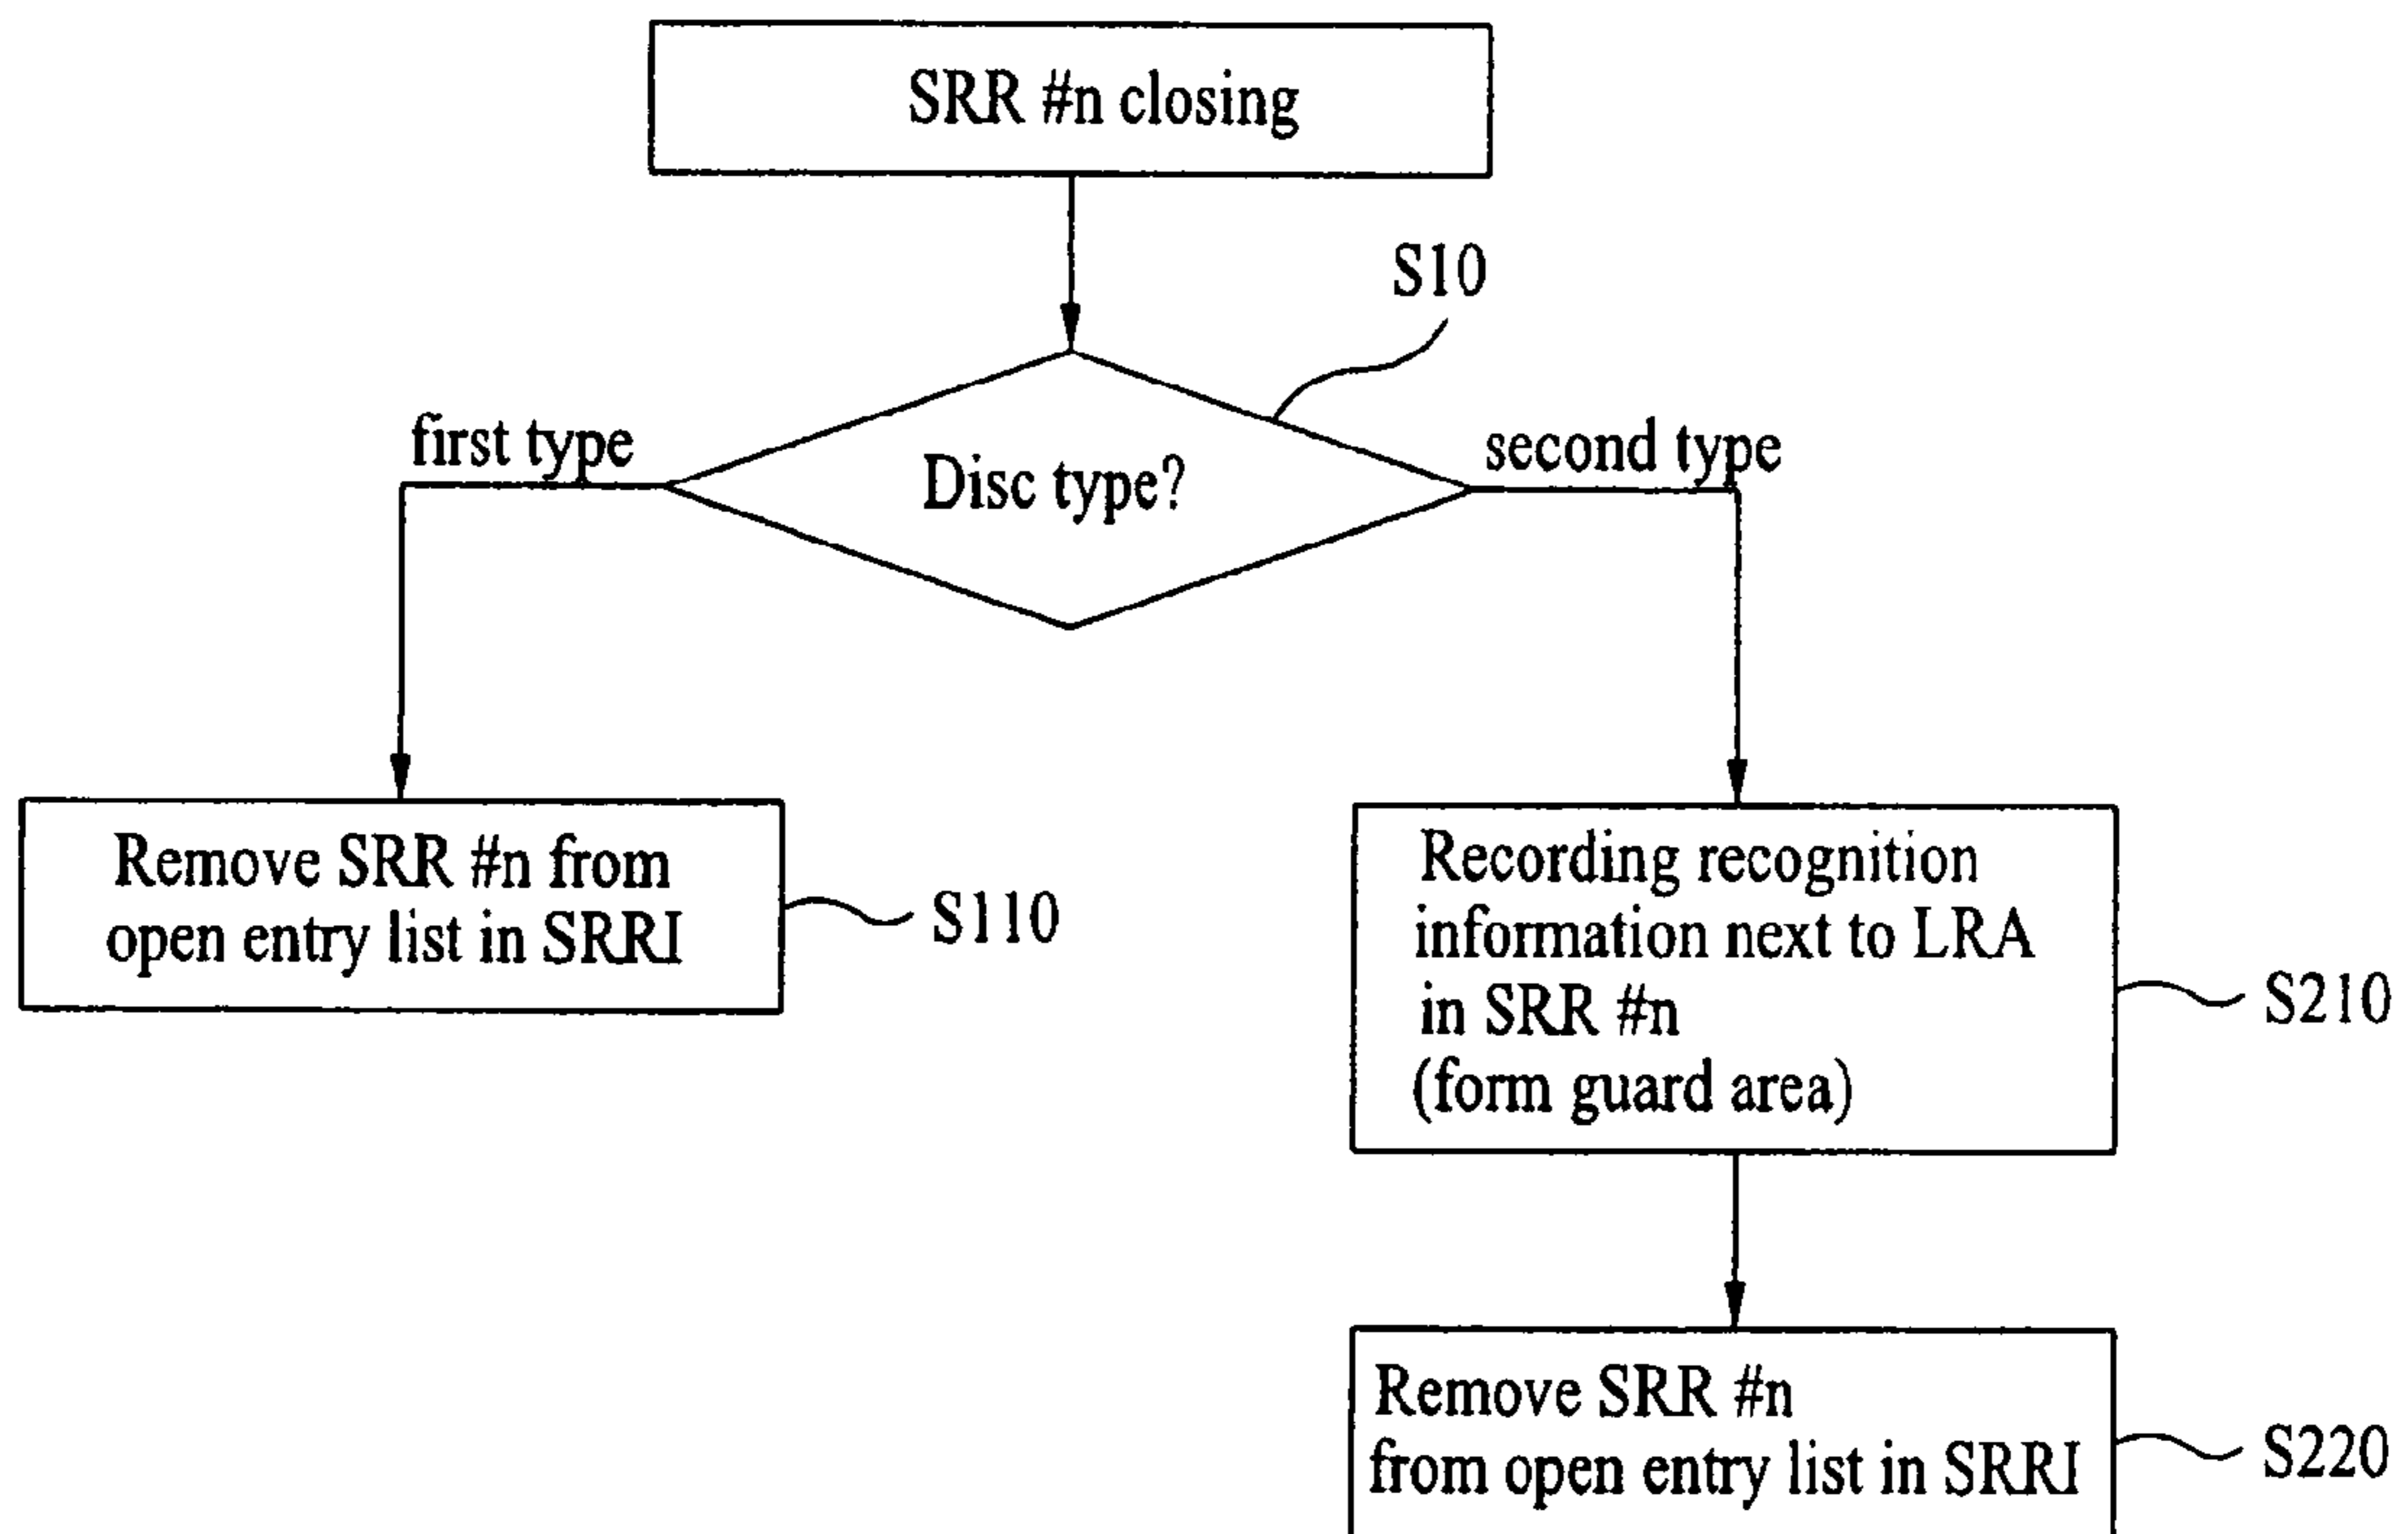 SRR #n closing
S10
first type
second type
Disc type?
Remove SRR #n from
open entry list in SRRI
S110
Recording recognition
information next to LRA
in SRR #n
(form guard area)
S210
Remove SRR #n
from open entry list in SRRI
S220